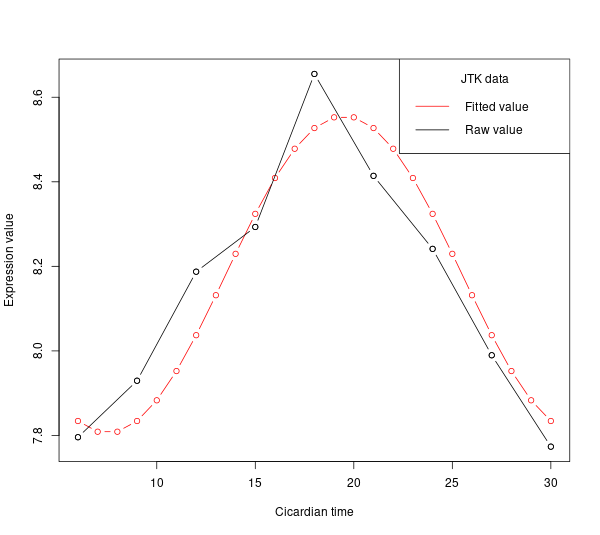 JTK data
Fitted value
Raw value
Expression value
8.6
8.4
8.2
8.0
7.8
10 15 20 25 30
Cicardian time